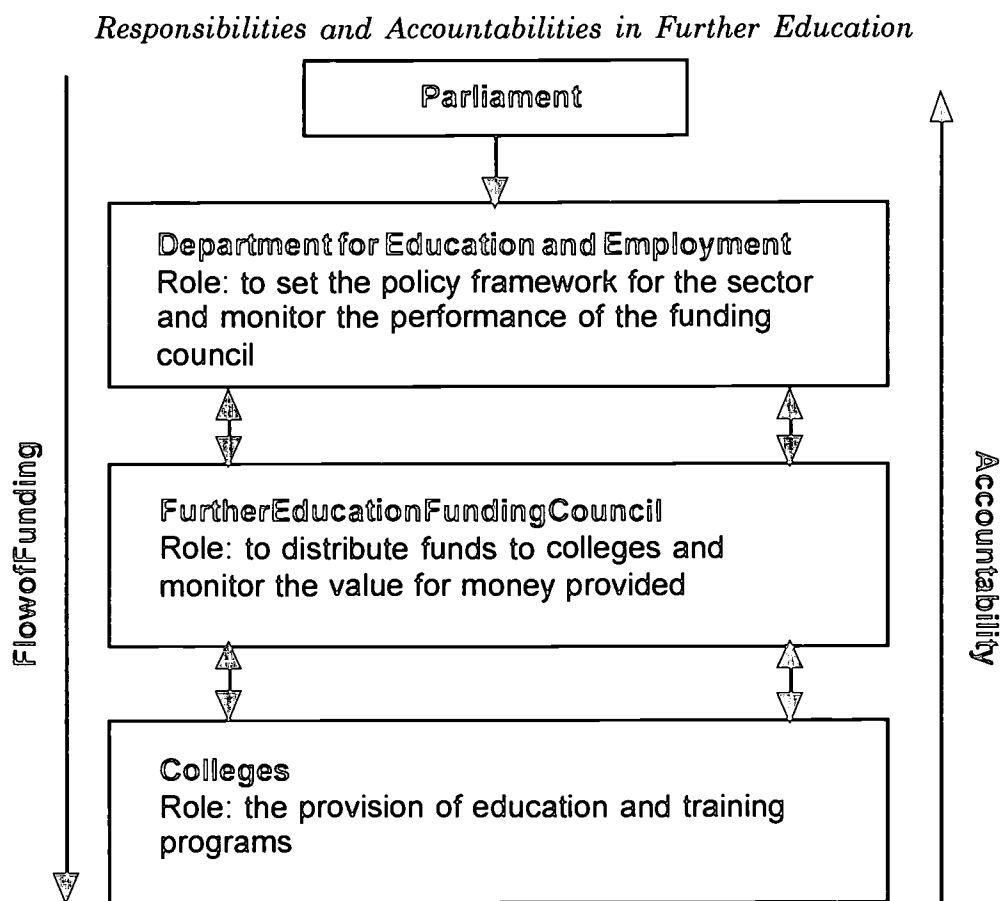 Responsibilities and Accountabilities in Further Education
Parliament
Department for Education and Employment
Role: to set the policy framework for the sector
and monitor the performance of the funding
council
FurtherEducationFundingCouncil
Role: to distribute funds to colleges and
monitor the value for money provided
Colleges
Role: the provision of education and training
programs
FlowofFunding
Accountability